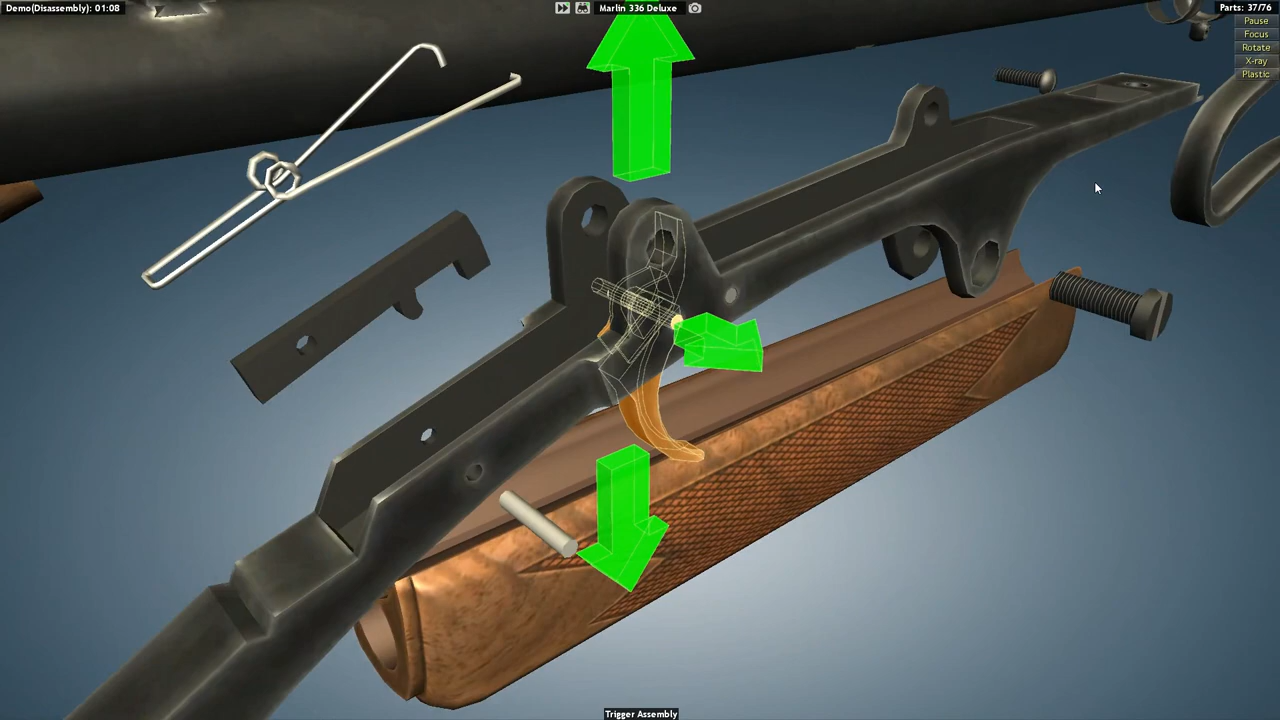 Demo(Disassembly): 01:08
Marlin 336 Deluxe
Parts: 37/76
Pause
Focus
Rotate
X-ray
Plastic
Trigger Assembly